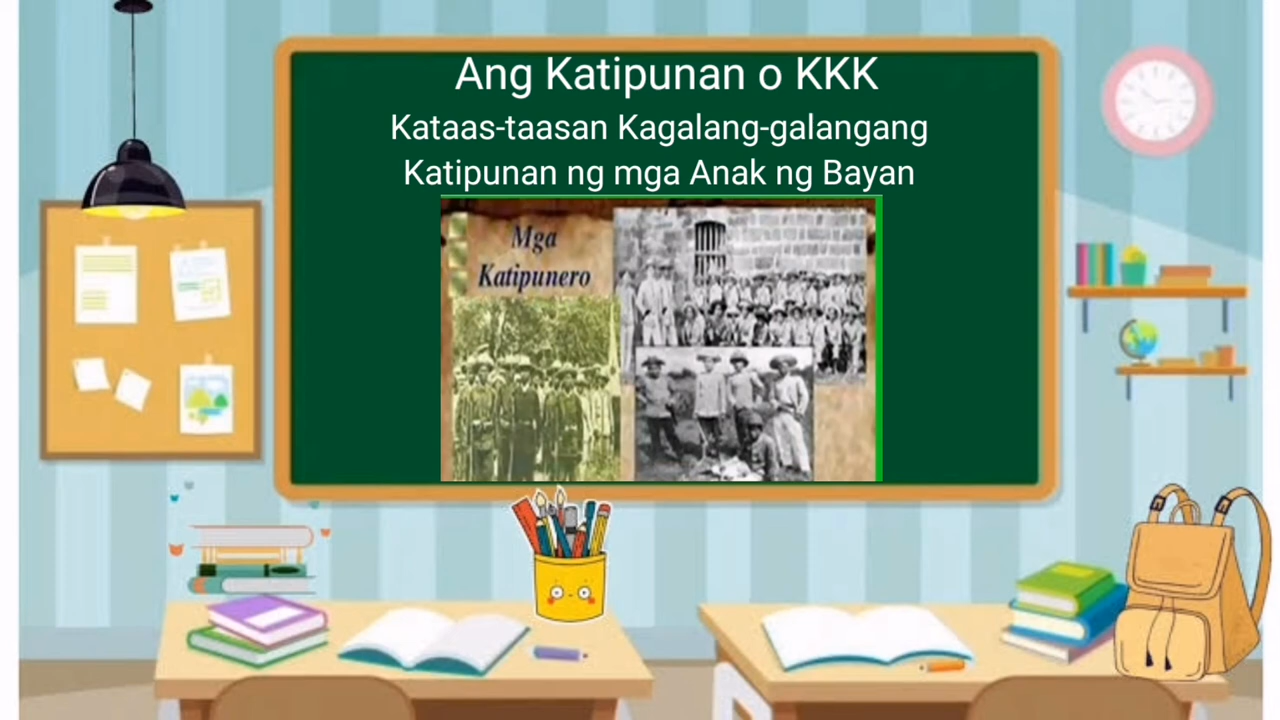 Ang Katipunan o KKK
Kataas-taasan Kagalang-galangang
Katipunan ng mga Anak ng Bayan
Mga
Katipunero